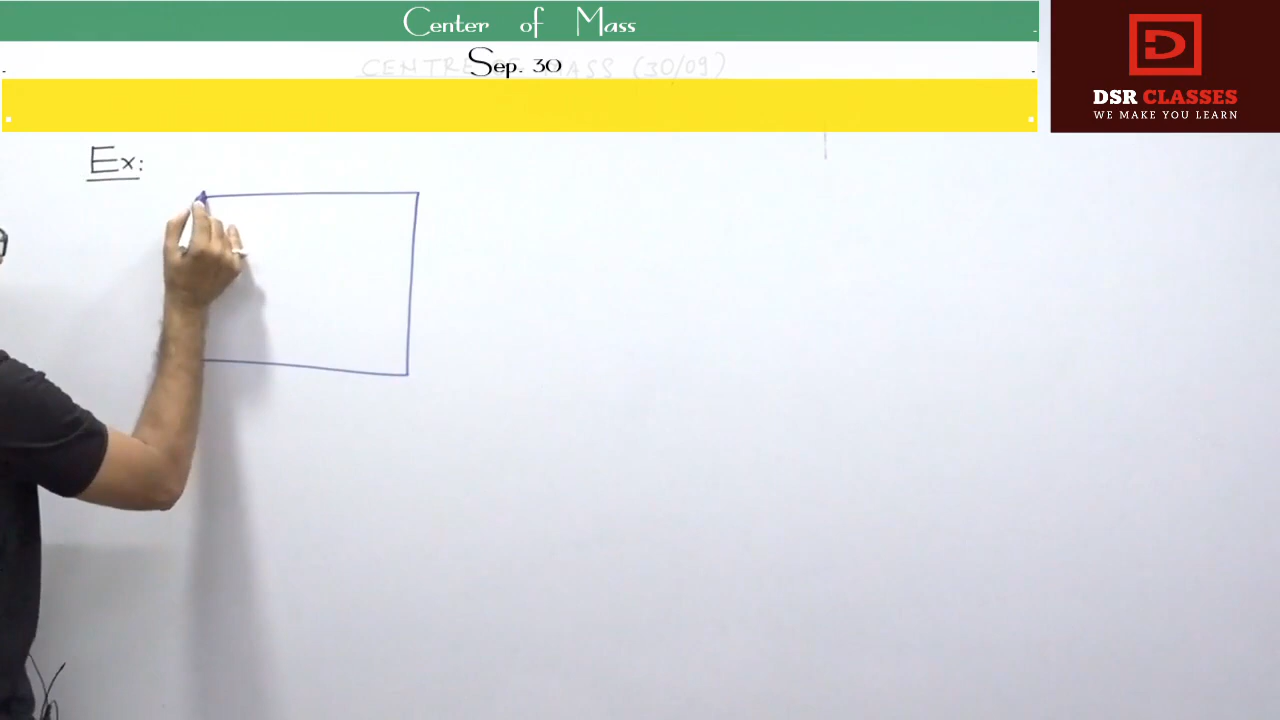 Center of Mass
Sep. 30
CENTRE OF MASS (30/09)
DSR CLASSES
WE MAKE YOU LEARN
Ex: